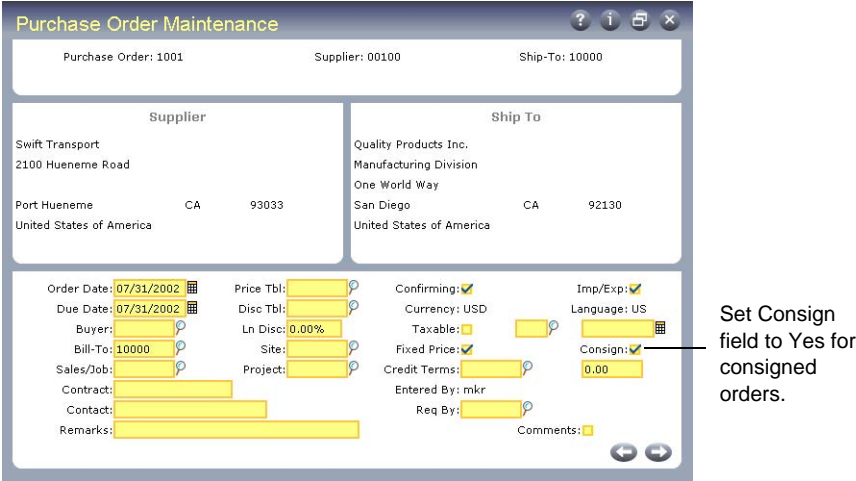 Purchase Order Maintenance
Purchase Order: 1001 Supplier: 00100 Ship-To: 10000
Supplier
Swift Transport
2100 Hueneme Road
Port Hueneme CA 93033
United States of America
Ship To
Quality Products Inc.
Manufacturing Division
One World Way
San Diego CA 92130
United States of America
Order Date: 07/31/2002 Price Tbl: Confirming: Imp/Exp:
Due Date: 07/31/2002 Disc Tbl: Currency: USD Language: US
Buyer: Ln Disc: 0.00% Taxable:
Bill-To: 10000 Site: Fixed Price: Consign:
Sales/Job: Project: Credit Terms: 0.00
Contract: Entered By: mkr
Contact: Req By:
Remarks: Comments:
Set Consign
field to Yes for
consigned
orders.